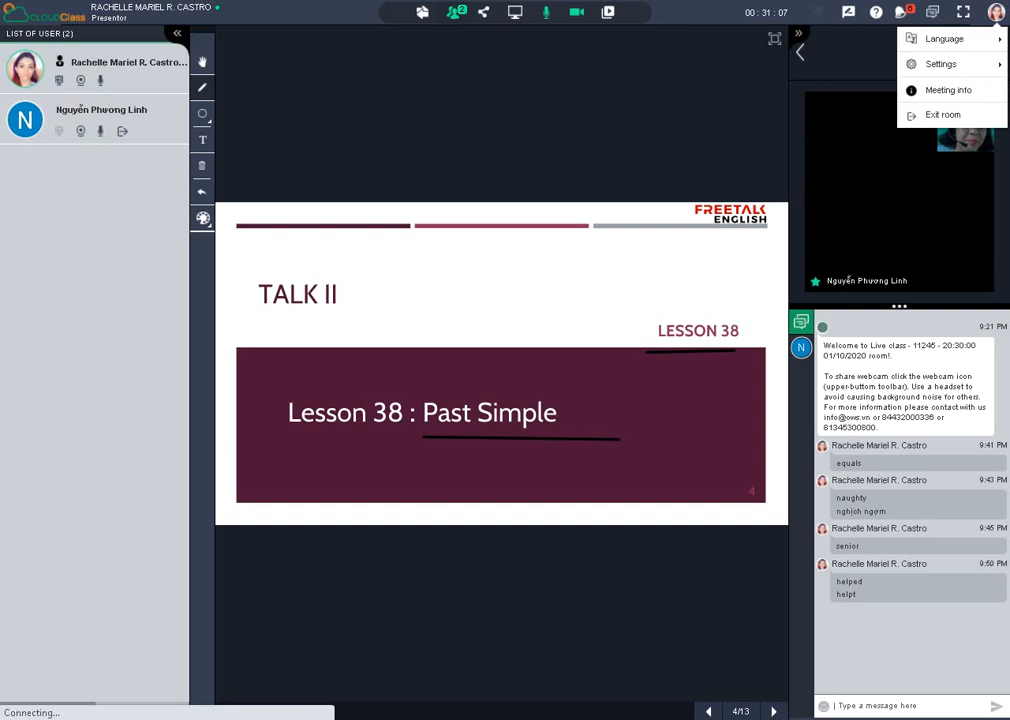 CLOUDCLASS
RACHELLE MARIEL R. CASTRO
Presentor
2
00 : 31 : 07
6
LIST OF USER (2)
Rachelle Mariel R. Castro...
N
Nguyễn Phương Linh
T
Language
Settings
Meeting info
Exit room
FREETALK
ENGLISH
TALK II
LESSON 38
Lesson 38 : Past Simple
4
Nguyễn Phương Linh
9:21 PM
N
Welcome to Live class - 11245 - 20:30:00
01/10/2020 room!.
To share webcam click the webcam icon
(upper-buttom toolbar). Use a headset to
avoid causing background noise for others.
For more information please contact with us
info@ows.vn or 84432000336 or
81345300800.
Rachelle Mariel R. Castro 9:41 PM
equals
Rachelle Mariel R. Castro 9:43 PM
naughty
nghịch ngợm
Rachelle Mariel R. Castro 9:45 PM
senior
Rachelle Mariel R. Castro 9:50 PM
helped
helpt
Connecting...
4/13
Type a message here